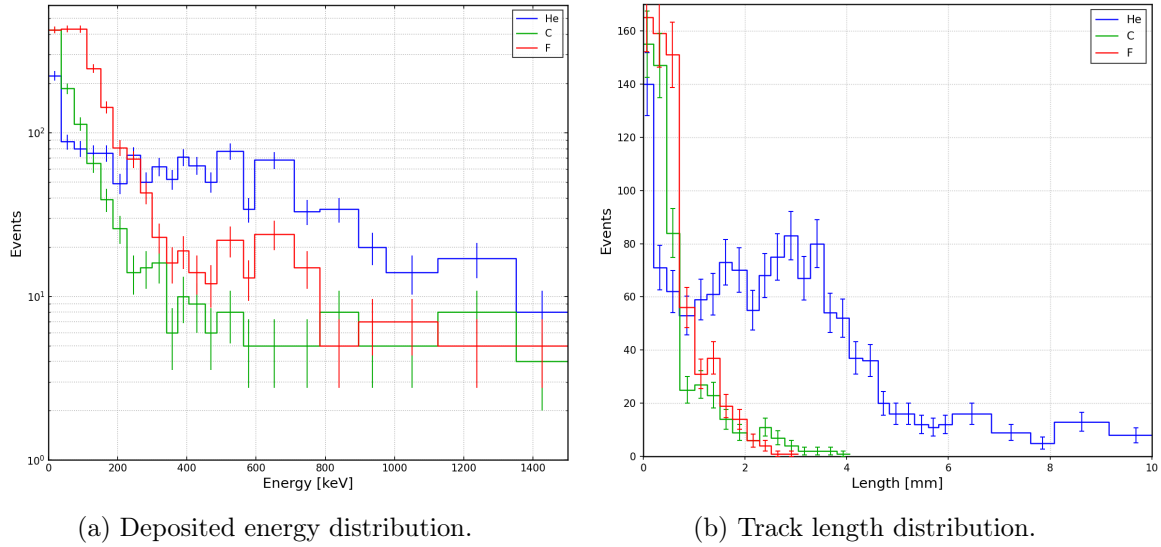 He
C
F
Events
10^2
10^1
10^0
0 200 400 600 800 1000 1200 1400
Energy [keV]
(a) Deposited energy distribution.
He
C
F
Events
160
140
120
100
80
60
40
20
0
0 2 4 6 8 10
Length [mm]
(b) Track length distribution.